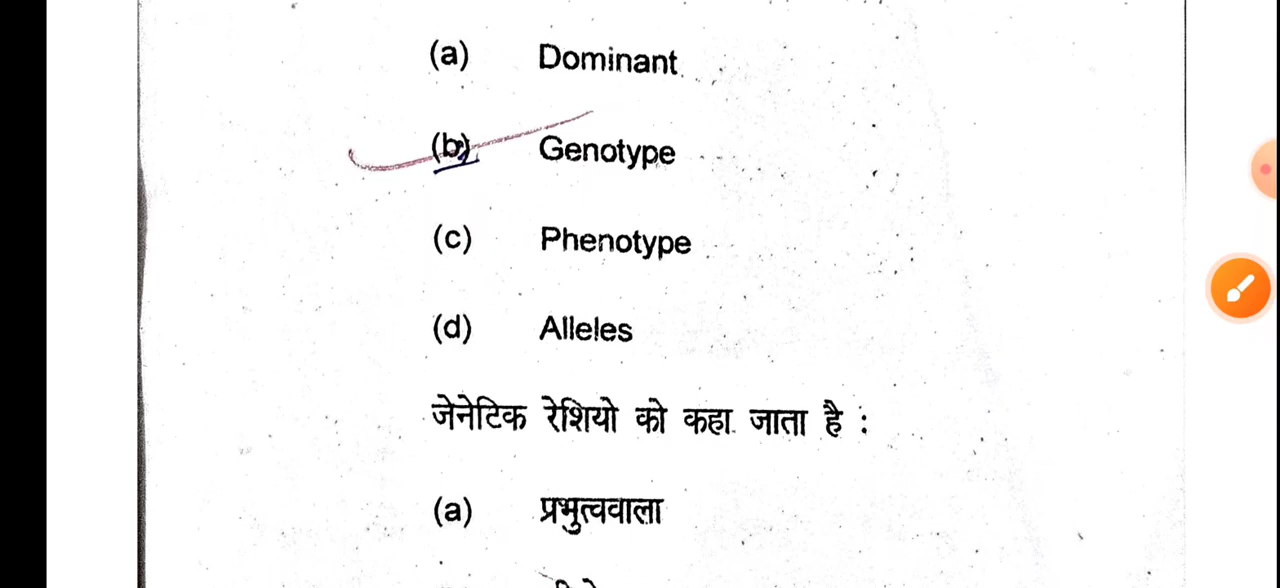 (a) Dominant
(b) Genotype
(c) Phenotype
(d) Alleles
जेनेटिक रेशियो को कहा जाता है :
(a) प्रभुत्ववाला